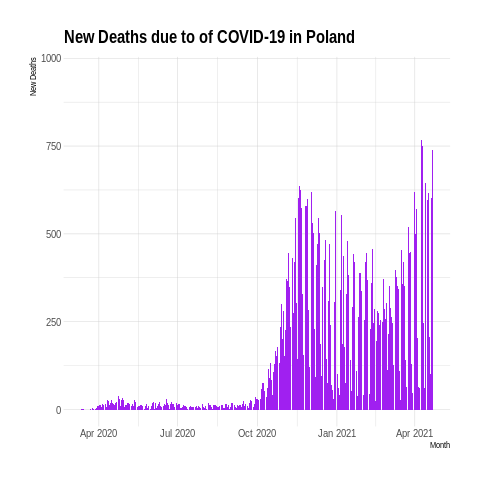 New Deaths due to of COVID-19 in Poland
New Deaths
1000
750
500
250
0
Apr 2020 Jul 2020 Oct 2020 Jan 2021 Apr 2021
Month